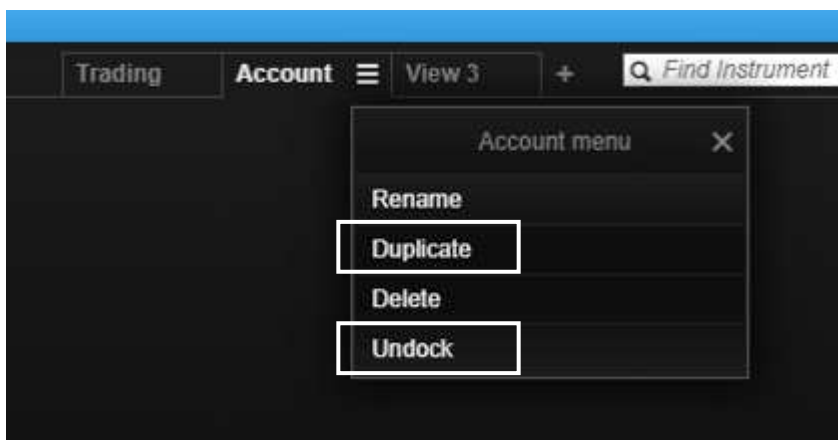 Trading Account View 3 + Find Instrument
Account menu
Rename
Duplicate
Delete
Undock